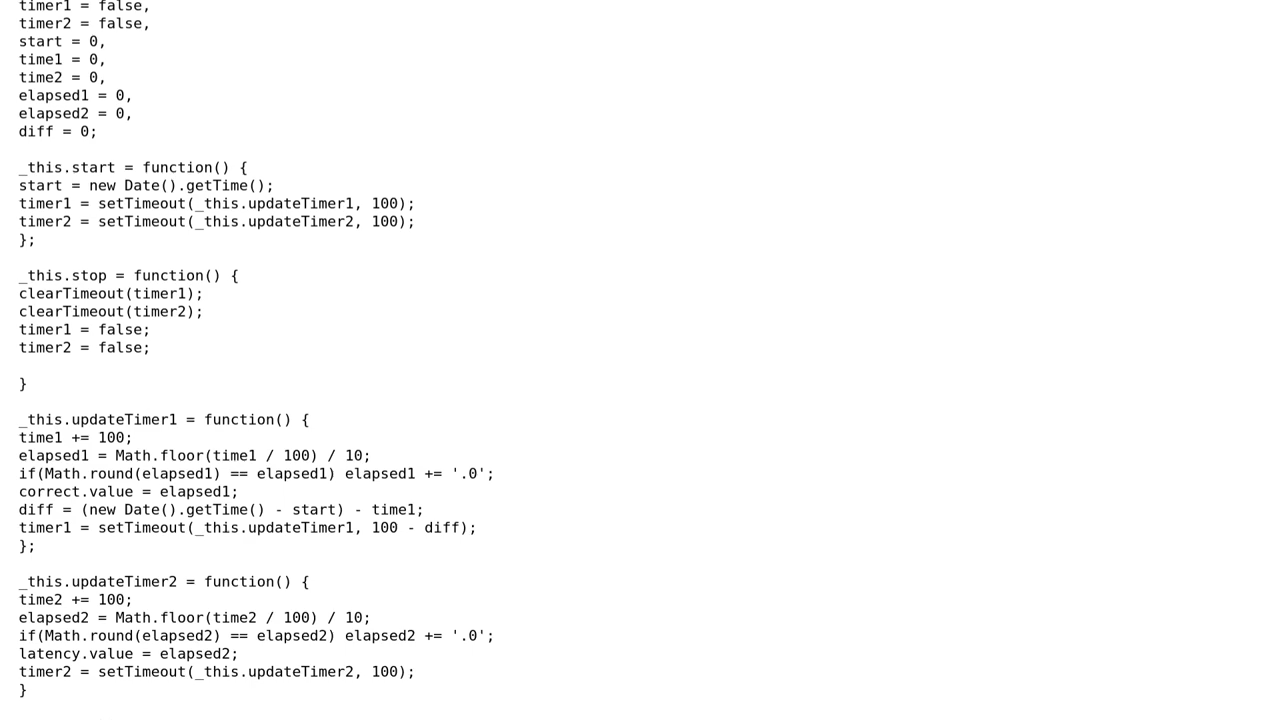 timer1 = false,
timer2 = false,
start = 0,
time1 = 0,
time2 = 0,
elapsed1 = 0,
elapsed2 = 0,
diff = 0;
_this.start = function() {
start = new Date().getTime();
timer1 = setTimeout(_this.updateTimer1, 100);
timer2 = setTimeout(_this.updateTimer2, 100);
};
_this.stop = function() {
clearTimeout(timer1);
clearTimeout(timer2);
timer1 = false;
timer2 = false;
}
_this.updateTimer1 = function() {
time1 += 100;
elapsed1 = Math.floor(time1 / 100) / 10;
if(Math.round(elapsed1) == elapsed1) elapsed1 += '.0';
correct.value = elapsed1;
diff = (new Date().getTime() - start) - time1;
timer1 = setTimeout(_this.updateTimer1, 100 - diff);
};
_this.updateTimer2 = function() {
time2 += 100;
elapsed2 = Math.floor(time2 / 100) / 10;
if(Math.round(elapsed2) == elapsed2) elapsed2 += '.0';
latency.value = elapsed2;
timer2 = setTimeout(_this.updateTimer2, 100);
}